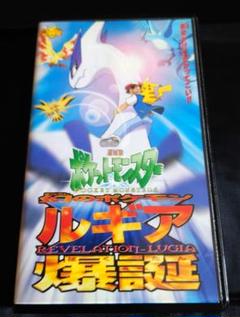 劇場版
ポケットモンスター
POCKET MONSTERS
幻のポケモン
ルギア
REVELATION-LUGIA
爆誕